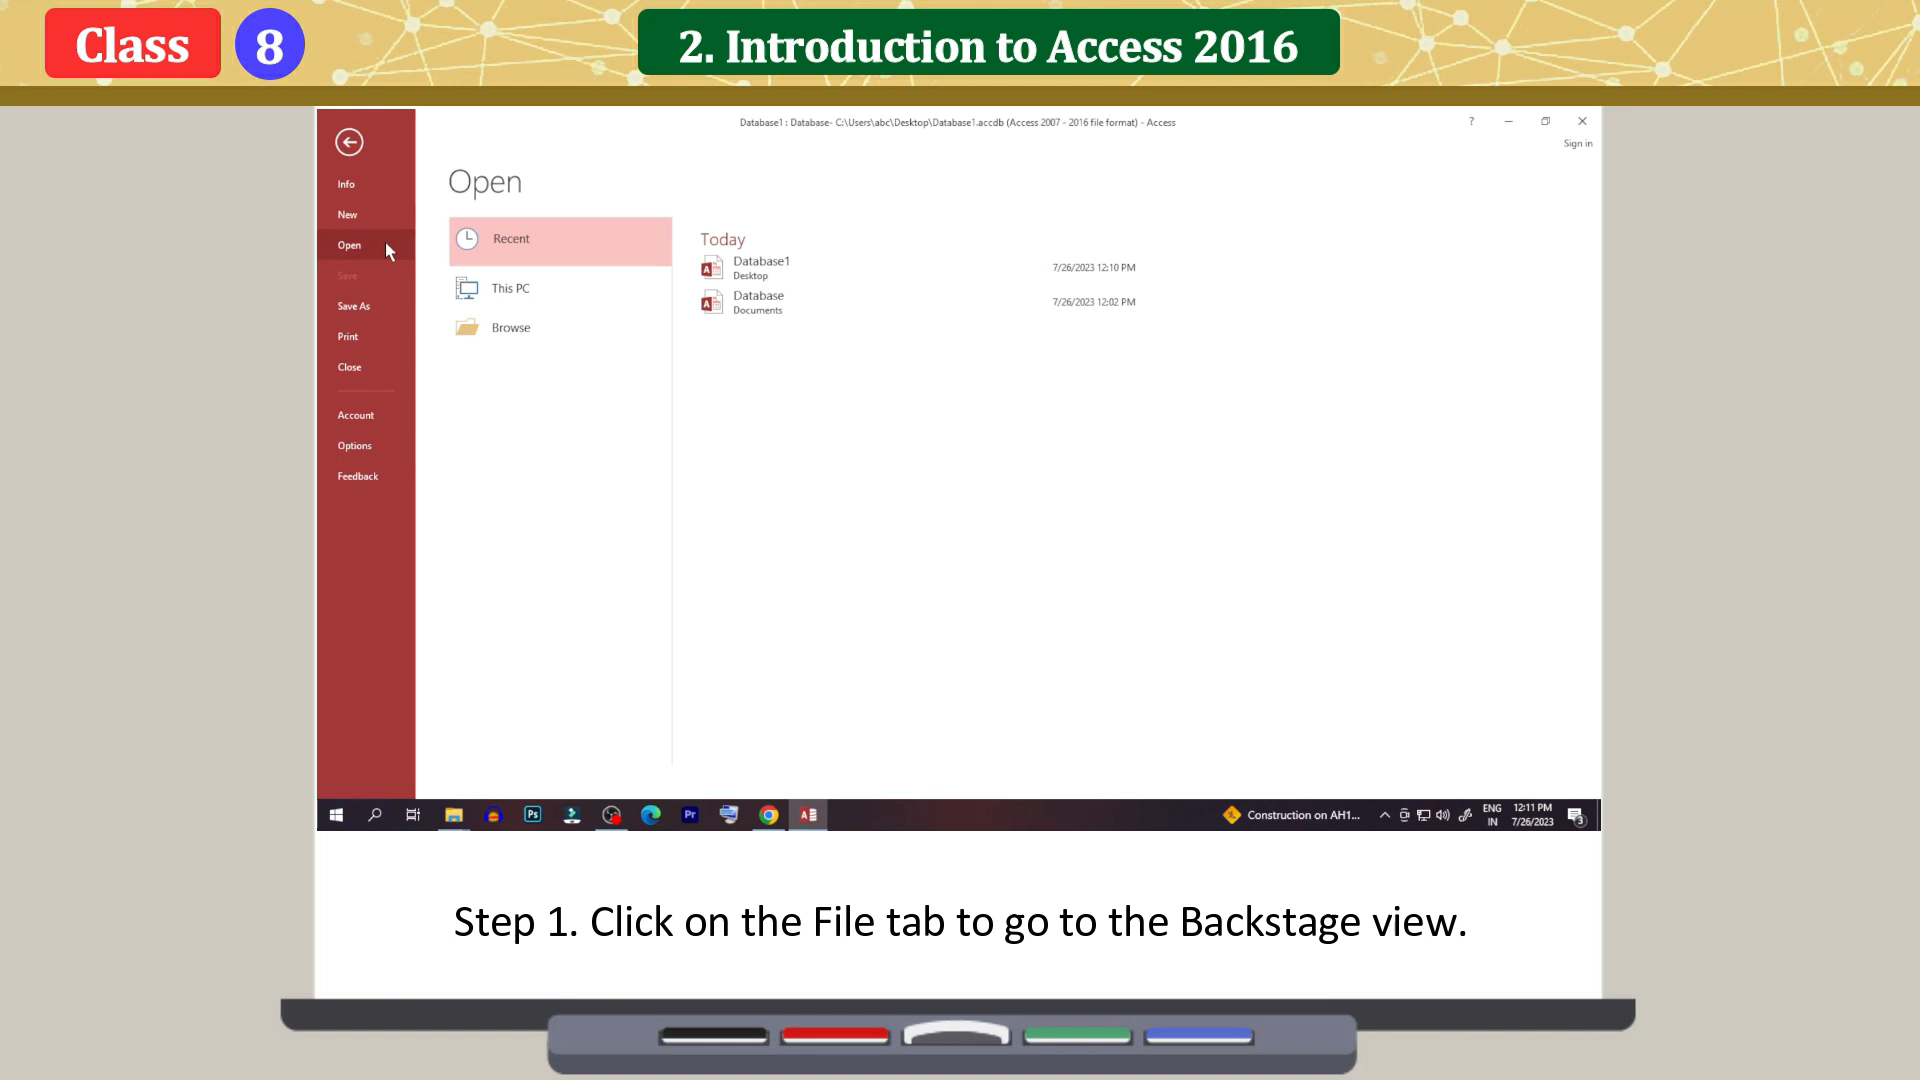 Class 8
2. Introduction to Access 2016
Database1 : Database- C:\Users\abc\Desktop\Database1.accdb (Access 2007 - 2016 file format) - Access
?
Sign in
Info
New
Open
Save
Save As
Print
Close
Account
Options
Feedback
Open
Recent
This PC
Browse
Today
Database1
Desktop
7/26/2023 12:10 PM
Database
Documents
7/26/2023 12:02 PM
Ps
Pr
Construction on AH1...
ENG
IN
12:11 PM
7/26/2023
3
Step 1. Click on the File tab to go to the Backstage view.